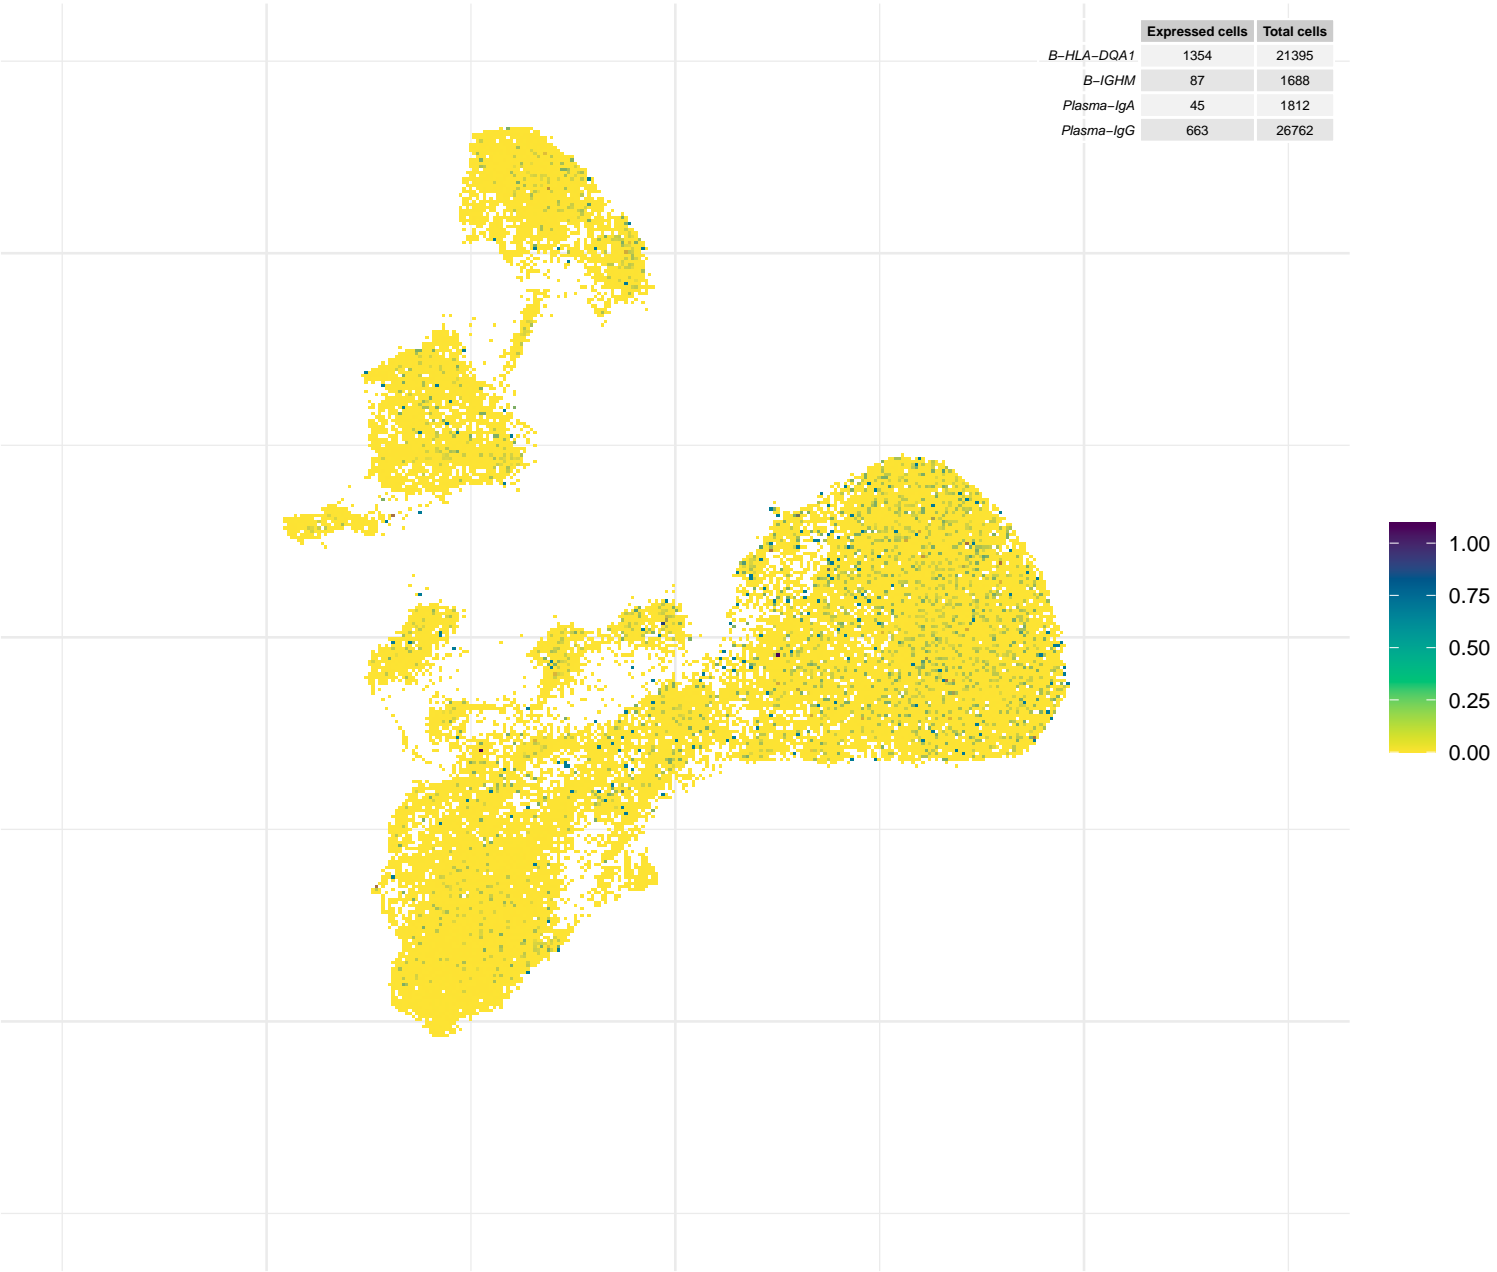 Expressed cells Total cells
B−HLA−DQA1 1354 21395
B−IGHM 87 1688
Plasma−IgA 45 1812
Plasma−IgG 663 26762
1.00
0.75
0.50
0.25
0.00